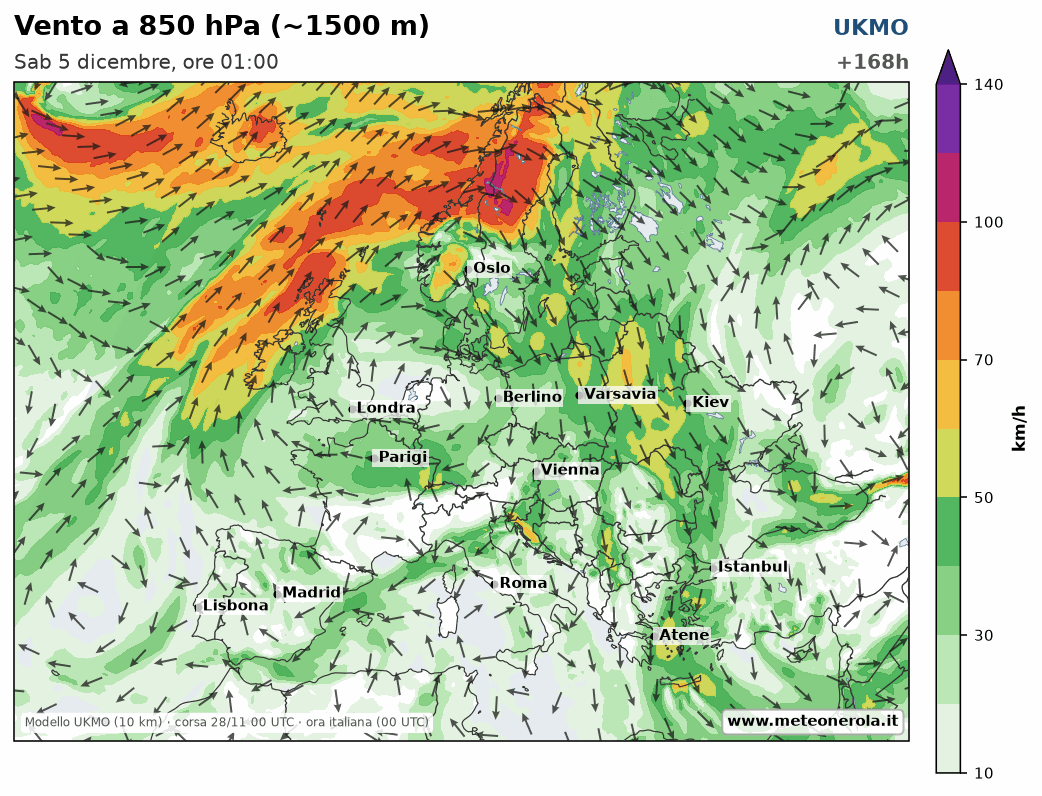 Vento a 850 hPa (~1500 m)
UKMO
Sab 5 dicembre, ore 01:00
+168h
140
100
70
50
30
10
km/h
Oslo
Berlino
Varsavia
Kiev
Londra
Parigi
Vienna
Istanbul
Roma
Madrid
Lisbona
Atene
Modello UKMO (10 km) · corsa 28/11 00 UTC · ora italiana (00 UTC)
www.meteonerola.it